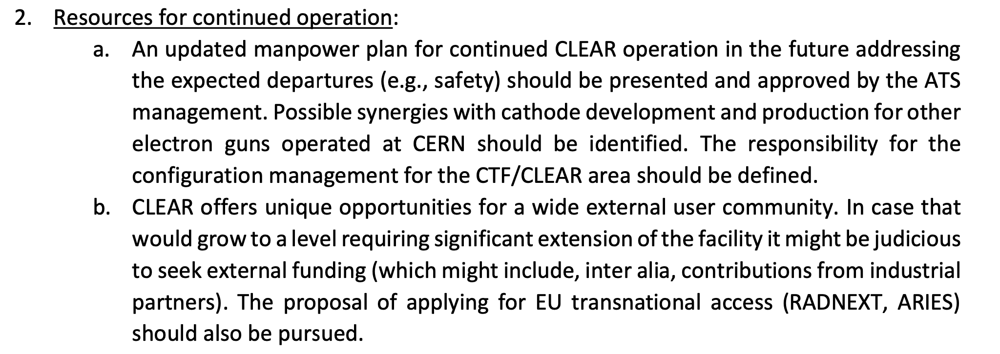 2. Resources for continued operation:
a. An updated manpower plan for continued CLEAR operation in the future addressing
the expected departures (e.g., safety) should be presented and approved by the ATS
management. Possible synergies with cathode development and production for other
electron guns operated at CERN should be identified. The responsibility for the
configuration management for the CTF/CLEAR area should be defined.
b. CLEAR offers unique opportunities for a wide external user community. In case that
would grow to a level requiring significant extension of the facility it might be judicious
to seek external funding (which might include, inter alia, contributions from industrial
partners). The proposal of applying for EU transnational access (RADNEXT, ARIES)
should also be pursued.